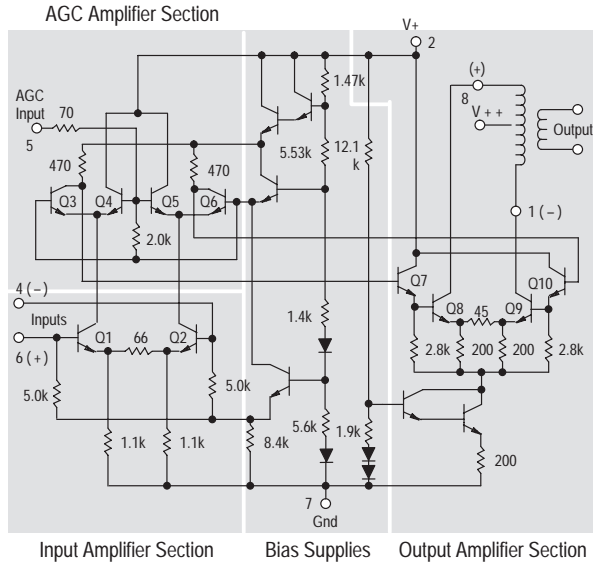 AGC Amplifier Section
V+
2
(+)
8
V + +
Output
1.47k
AGC
Input
5
70
470
5.53k
12.1
k
470
Q3
Q4
Q5
Q6
2.0k
1 ( – )
4 ( – )
Q7
Q8
45
Q9
Q10
Inputs
6 (+)
Q1
66
Q2
1.4k
2.8k
200
200
2.8k
5.0k
5.0k
1.1k
1.1k
8.4k
5.6k
1.9k
200
7
Gnd
Input Amplifier Section
Bias Supplies
Output Amplifier Section